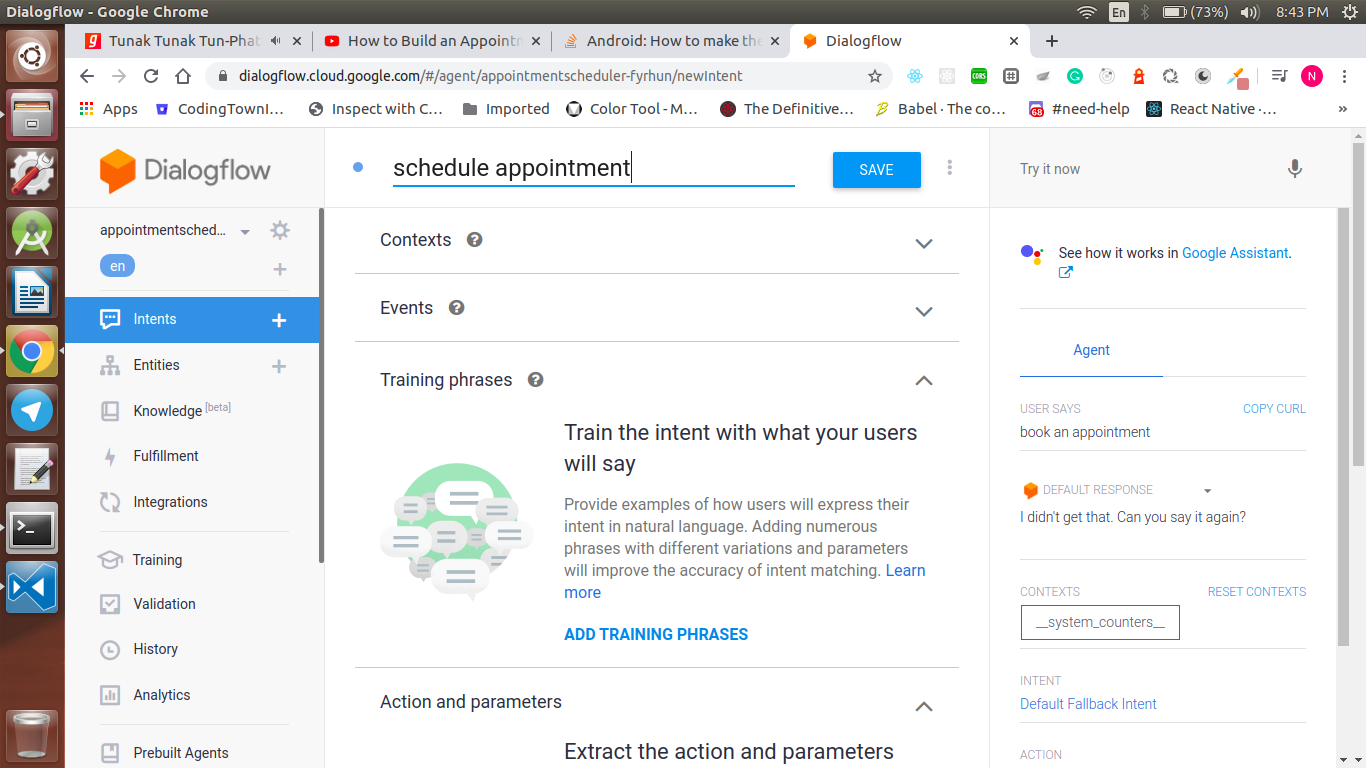 Dialogflow - Google Chrome
En
(73%)
8:43 PM
Tunak Tunak Tun-Phat
How to Build an Appointm
Android: How to make the
Dialogflow
dialogflow.cloud.google.com/#/agent/appointmentscheduler-fyrhun/newIntent
CORS
G
N
Apps
CodingTownI...
Inspect with C...
Imported
Color Tool - M...
The Definitive...
Babel · The co...
68
#need-help
React Native ·...
»
Dialogflow
appointmentsched...
en
Intents
Entities
Knowledge [beta]
Fulfillment
Integrations
Training
Validation
History
Analytics
Prebuilt Agents
schedule appointment
SAVE
Contexts
Events
Training phrases
Train the intent with what your users
will say
Provide examples of how users will express their
intent in natural language. Adding numerous
phrases with different variations and parameters
will improve the accuracy of intent matching. Learn
more
ADD TRAINING PHRASES
Action and parameters
Extract the action and parameters
Try it now
See how it works in Google Assistant.
Agent
USER SAYS
COPY CURL
book an appointment
DEFAULT RESPONSE
I didn't get that. Can you say it again?
CONTEXTS
RESET CONTEXTS
__system_counters__
INTENT
Default Fallback Intent
ACTION